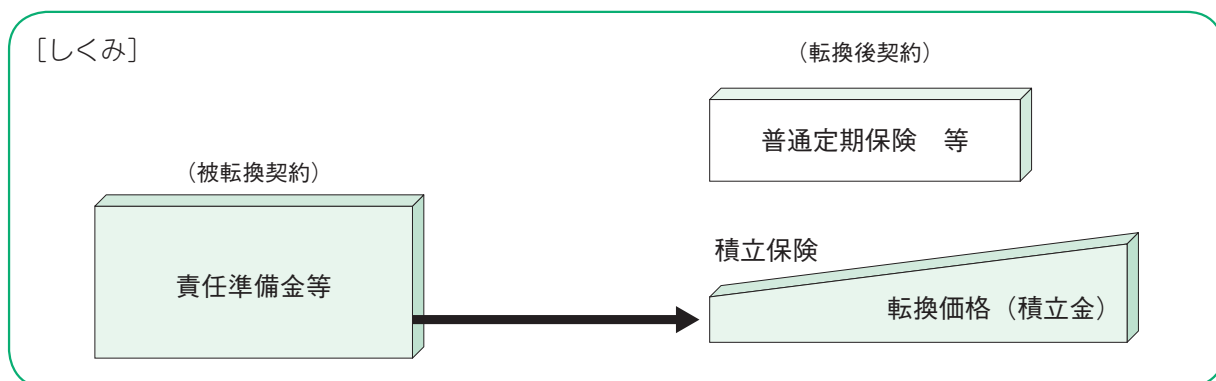 [しくみ]
（転換後契約）
普通定期保険　等
（被転換契約）
積立保険
責任準備金等
転換価格（積立金）